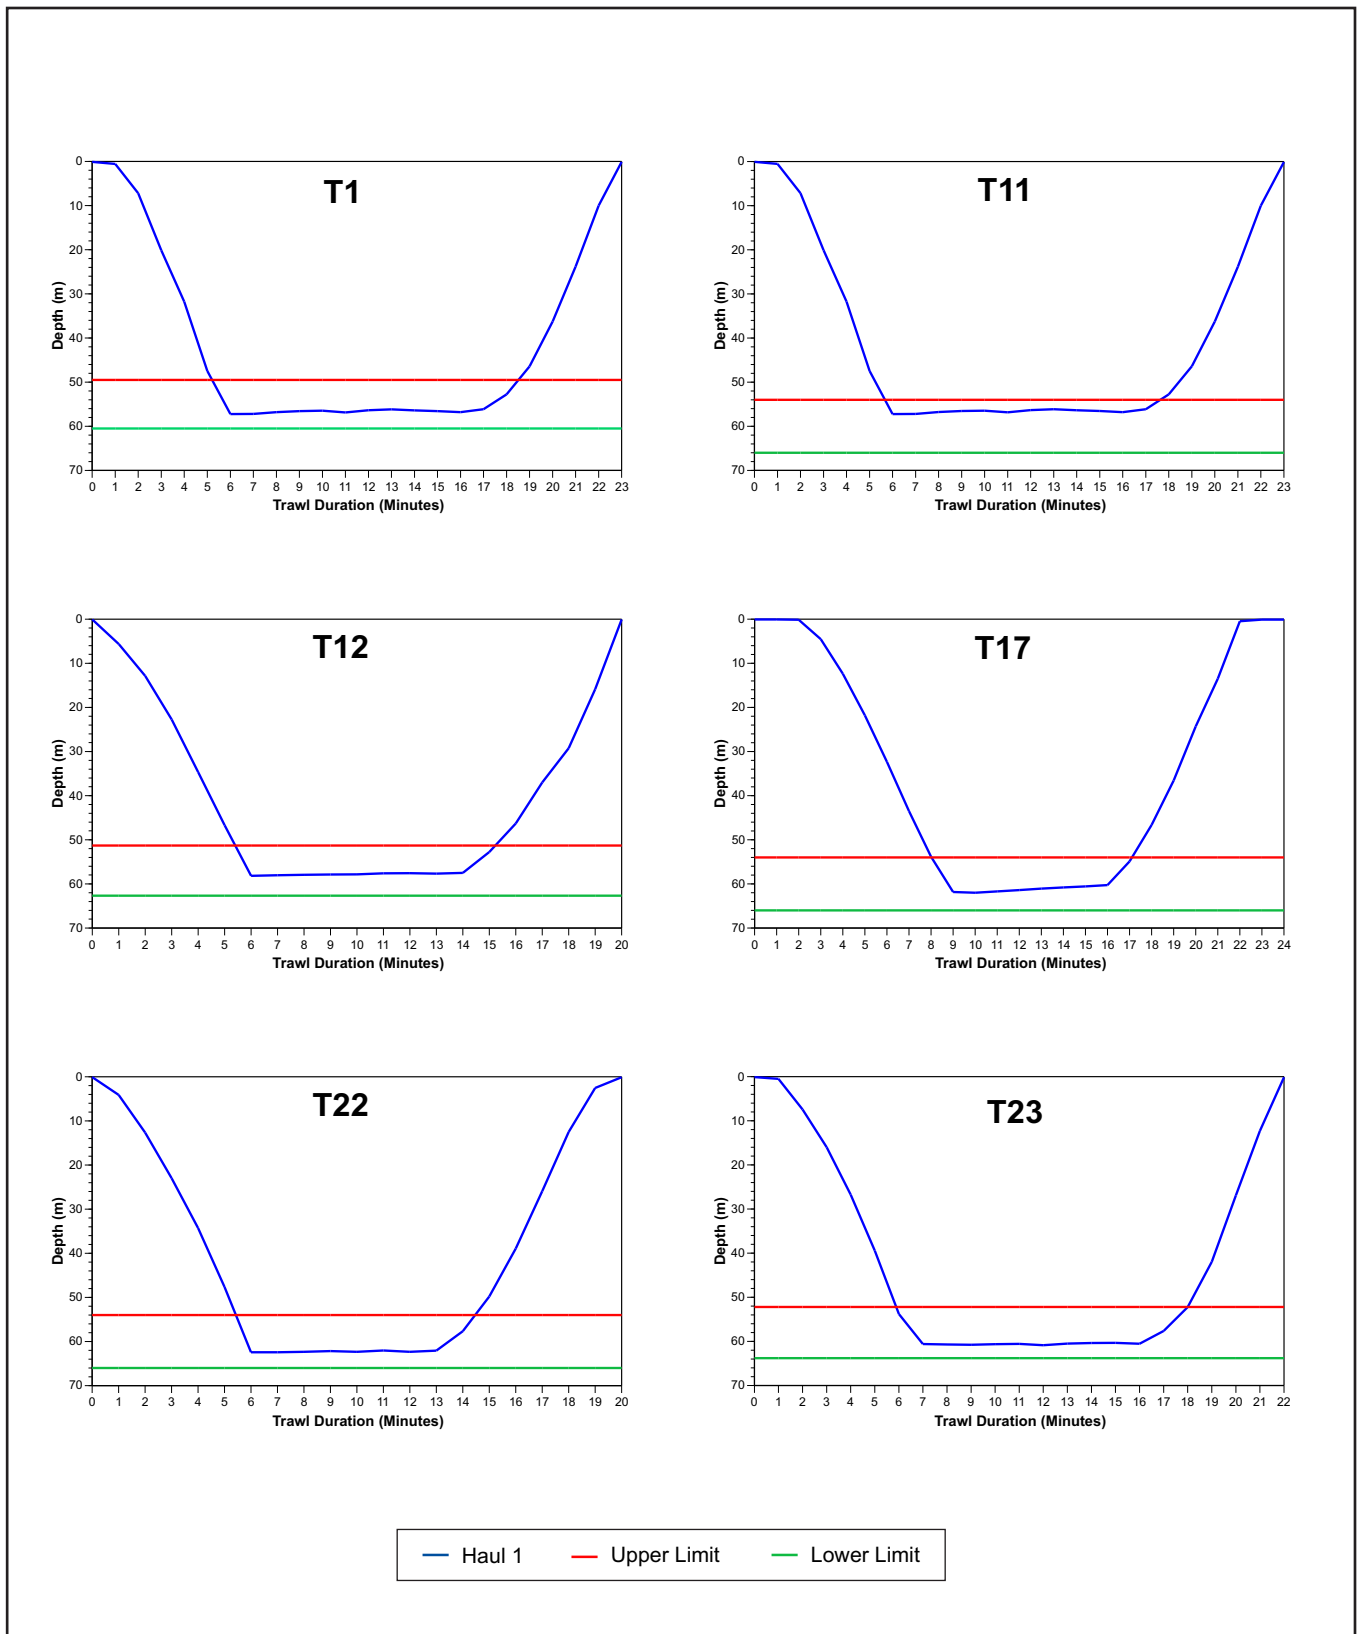 T1
0
10
20
30
40
50
60
70
Depth (m)
0 1 2 3 4 5 6 7 8 9 10 11 12 13 14 15 16 17 18 19 20 21 22 23
Trawl Duration (Minutes)
T11
0
10
20
30
40
50
60
70
Depth (m)
0 1 2 3 4 5 6 7 8 9 10 11 12 13 14 15 16 17 18 19 20 21 22 23
Trawl Duration (Minutes)
T12
0
10
20
30
40
50
60
70
Depth (m)
0 1 2 3 4 5 6 7 8 9 10 11 12 13 14 15 16 17 18 19 20
Trawl Duration (Minutes)
T17
0
10
20
30
40
50
60
70
Depth (m)
0 1 2 3 4 5 6 7 8 9 10 11 12 13 14 15 16 17 18 19 20 21 22 23 24
Trawl Duration (Minutes)
T22
0
10
20
30
40
50
60
70
Depth (m)
0 1 2 3 4 5 6 7 8 9 10 11 12 13 14 15 16 17 18 19 20
Trawl Duration (Minutes)
T23
0
10
20
30
40
50
60
70
Depth (m)
0 1 2 3 4 5 6 7 8 9 10 11 12 13 14 15 16 17 18 19 20 21 22
Trawl Duration (Minutes)
Haul 1 Upper Limit Lower Limit